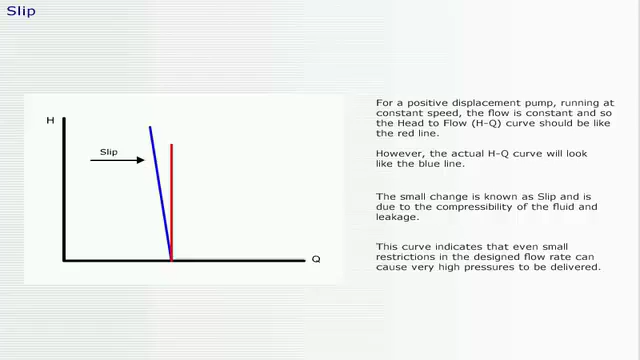 Slip
H
Slip
Q
For a positive displacement pump, running at
constant speed, the flow is constant and so
the Head to Flow (H-Q) curve should be like
the red line.
However, the actual H-Q curve will look
like the blue line.
The small change is known as Slip and is
due to the compressibility of the fluid and
leakage.
This curve indicates that even small
restrictions in the designed flow rate can
cause very high pressures to be delivered.